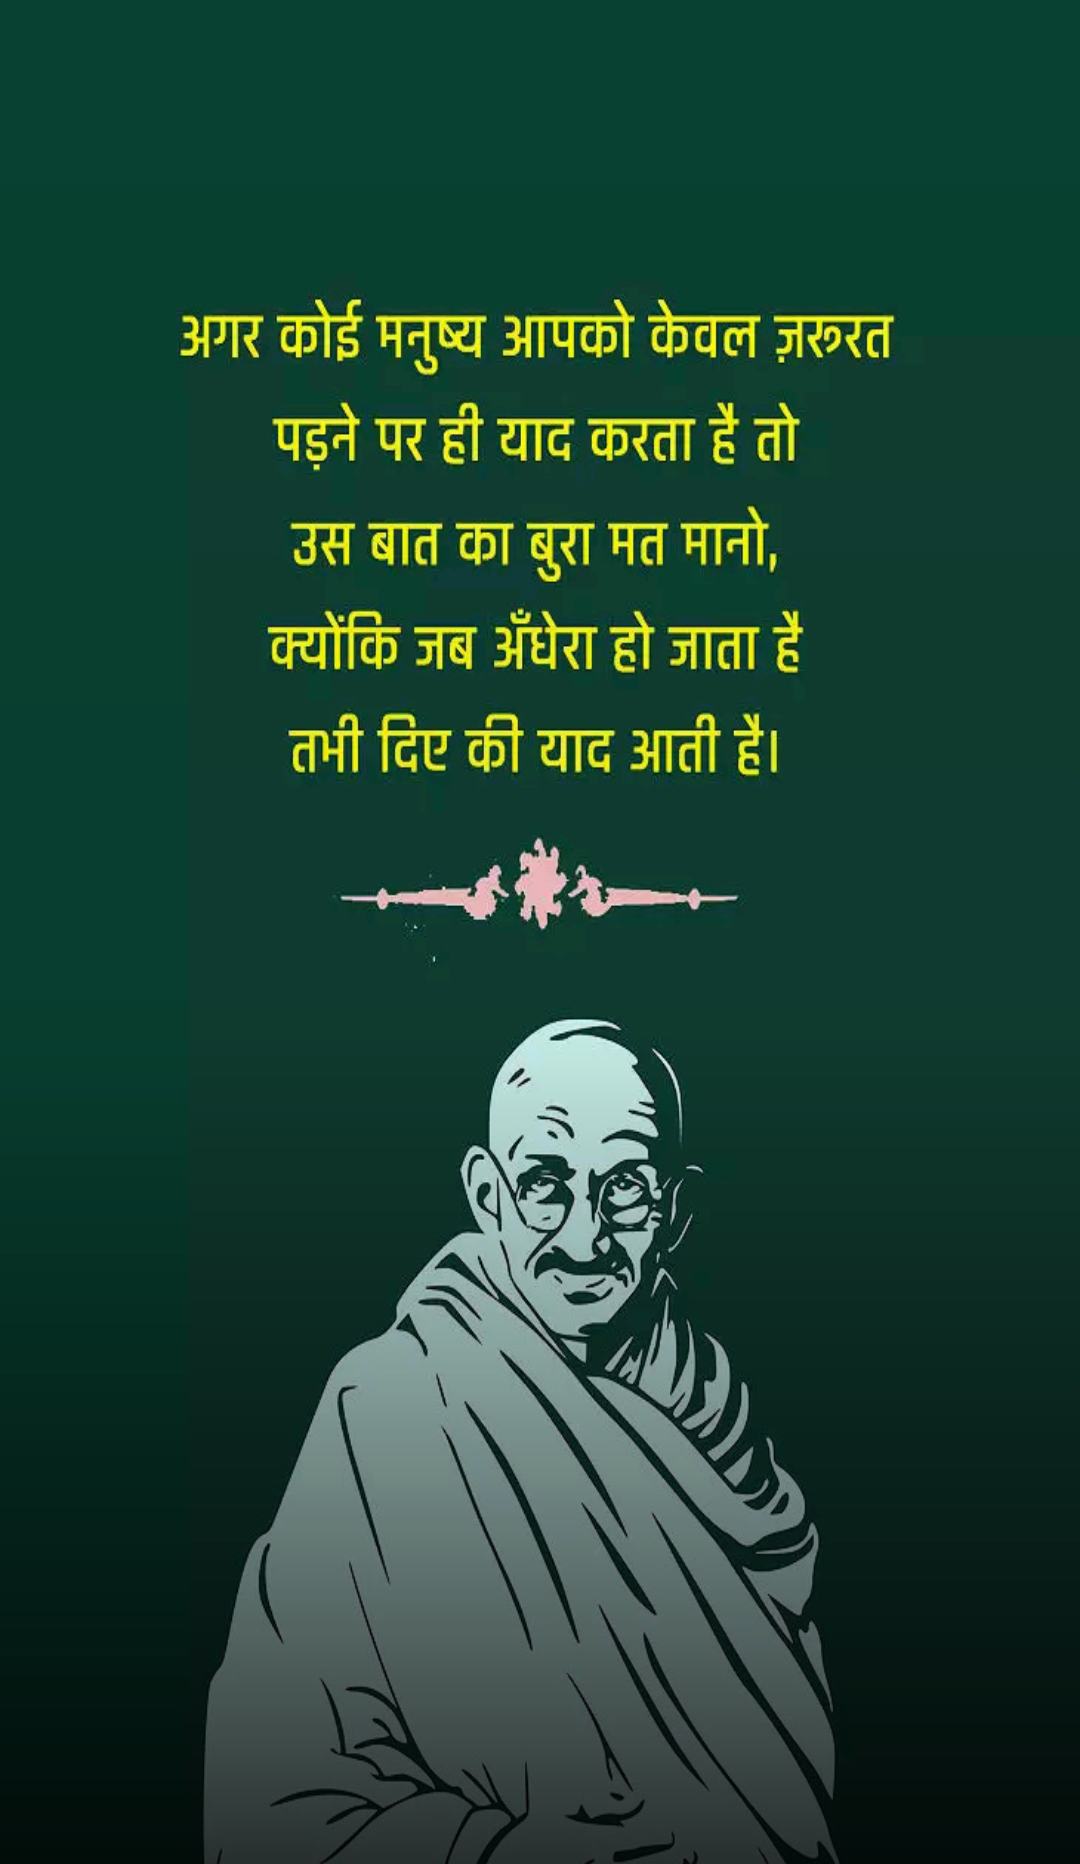 अगर कोई मनुष्य आपको केवल ज़रूरत
पड़ने पर ही याद करता है तो
उस बात का बुरा मत मानो,
क्योंकि जब अँधेरा हो जाता है
तभी दिए की याद आती है।